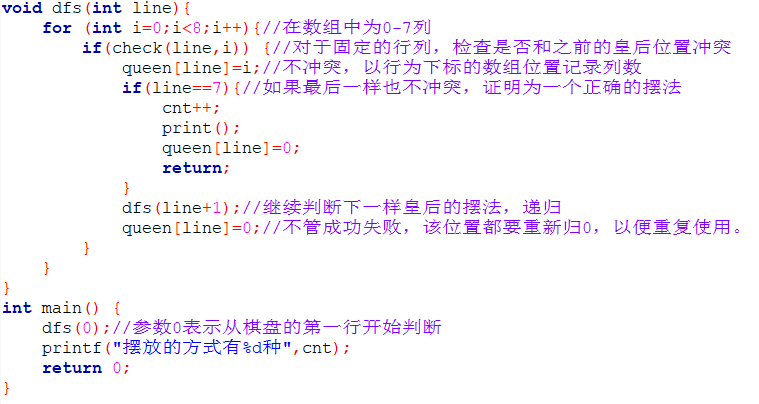 void dfs(int line){
    for (int i=0;i<8;i++){//在数组中为0-7列
        if(check(line,i)) {//对于固定的行列，检查是否和之前的皇后位置冲突
            queen[line]=i;//不冲突，以行为下标的数组位置记录列数
            if(line==7){//如果最后一样也不冲突，证明为一个正确的摆法
                cnt++;
                print();
                queen[line]=0;
                return;
            }
            dfs(line+1);//继续判断下一样皇后的摆法，递归
            queen[line]=0;//不管成功失败，该位置都要重新归0，以便重复使用。
        }
    }
}
int main() {
    dfs(0);//参数0表示从棋盘的第一行开始判断
    printf("摆放的方式有%d种",cnt);
    return 0;
}